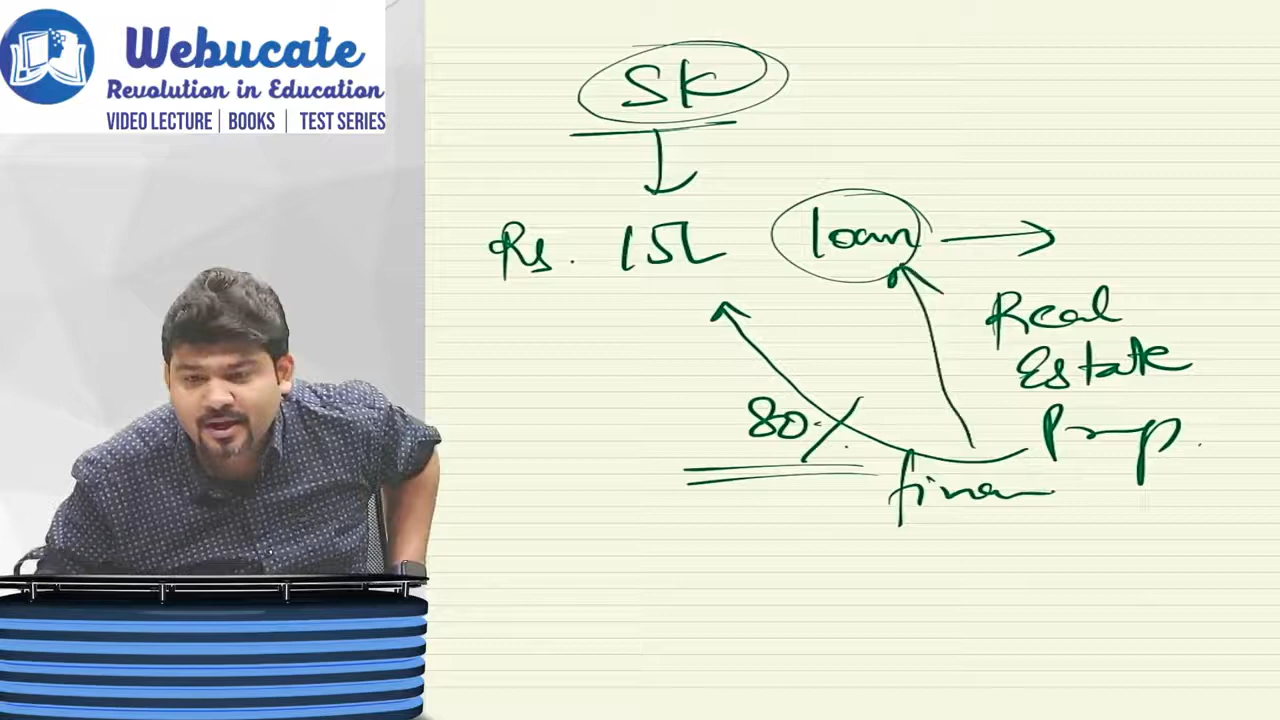 Webucate
Revolution in Education
VIDEO LECTURE | BOOKS | TEST SERIES
SK
Rs. 15L loan
Real
Estate
Prop.
80%
finan